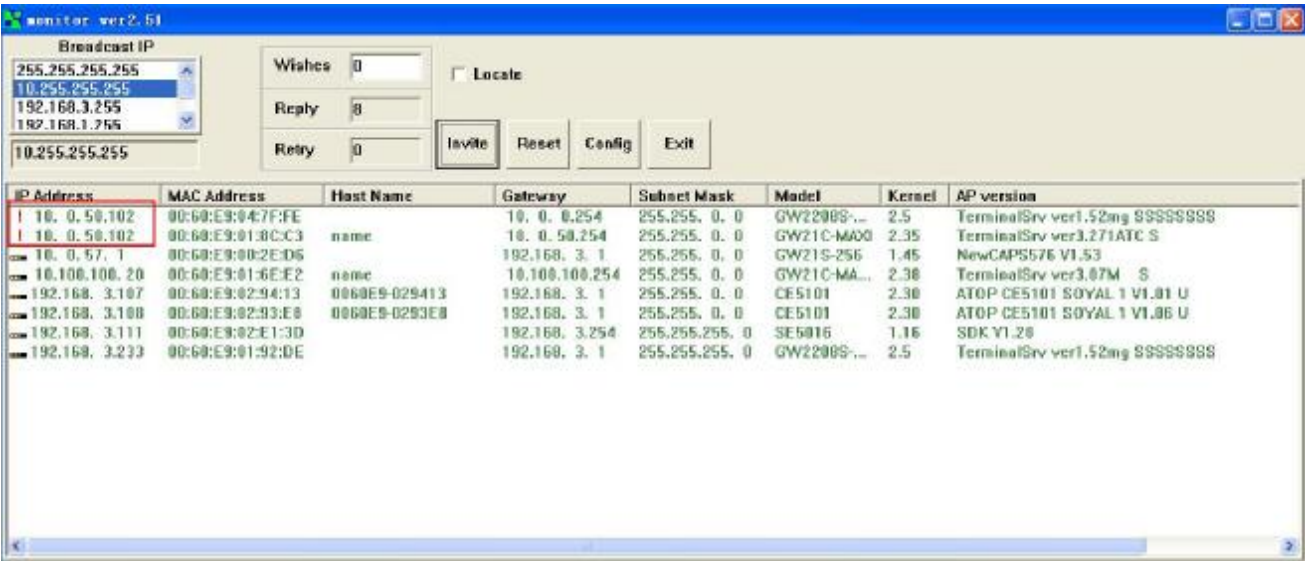 monitor ver2.51
Broadcast IP
255.255.255.255
10.255.255.255
192.168.3.255
192.168.1.255
10.255.255.255
Wishes 0
Reply 8
Retry 0
Locate
Invite Reset Config Exit
IP Address MAC Address Host Name Gateway Subnet Mask Model Kernel AP version
! 10. 0. 50.102 00:60:E9:04:7F:FE 10. 0. 0.254 255.255. 0. 0 GW2208S-... 2.5 TerminalSrv ver1.52mg SSSSSSSS
! 10. 0. 50.102 00:60:E9:01:8C:C3 name 10. 0. 50.254 255.255. 0. 0 GW21C-MAXI 2.35 TerminalSrv ver3.271ATC S
10. 0. 57. 1 00:60:E9:00:2E:D6 192.168. 3. 1 255.255. 0. 0 GW21S-256 1.45 NewCAPS576 V1.53
10.100.100. 20 00:60:E9:01:6E:E2 name 10.100.100.254 255.255. 0. 0 GW21C-MA... 2.30 TerminalSrv ver3.07M S
192.168. 3.107 00:60:E9:02:94:13 0060E9-029413 192.168. 3. 1 255.255. 0. 0 CE5101 2.30 ATOP CE5101 SOYAL 1 V1.01 U
192.168. 3.108 00:60:E9:02:93:E8 0060E9-0293E8 192.168. 3. 1 255.255. 0. 0 CE5101 2.30 ATOP CE5101 SOYAL 1 V1.06 U
192.168. 3.111 00:60:E9:02:E1:3D 192.168. 3.254 255.255.255. 0 SE5016 1.16 SDK V1.20
192.168. 3.233 00:60:E9:01:92:DE 192.168. 3. 1 255.255.255. 0 GW2208S-... 2.5 TerminalSrv ver1.52mg SSSSSSSS